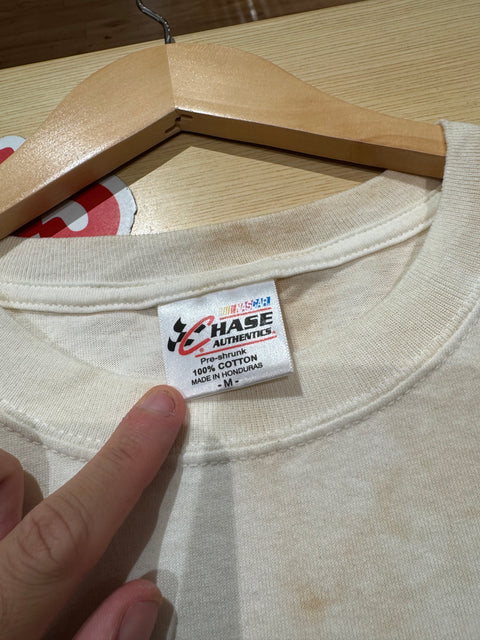 NASCAR
CHASE
AUTHENTICS
Pre-shrunk
100% COTTON
MADE IN HONDURAS
- M -